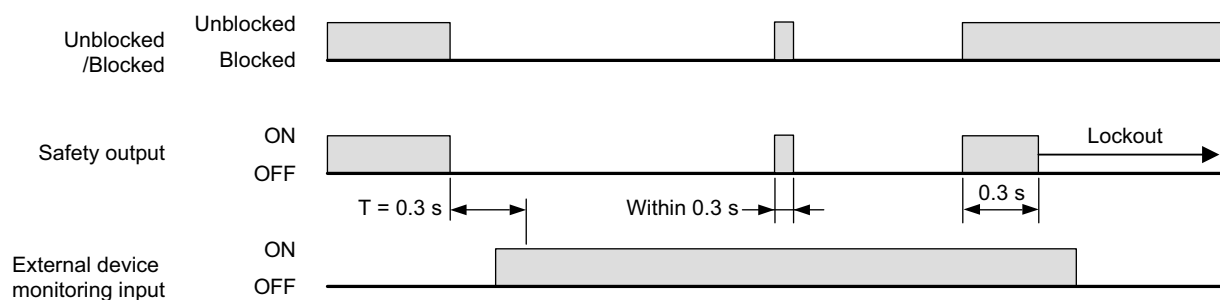 Unblocked
/Blocked
Unblocked
Blocked
Safety output
ON
OFF
Lockout
T = 0.3 s
Within 0.3 s
0.3 s
External device
monitoring input
ON
OFF